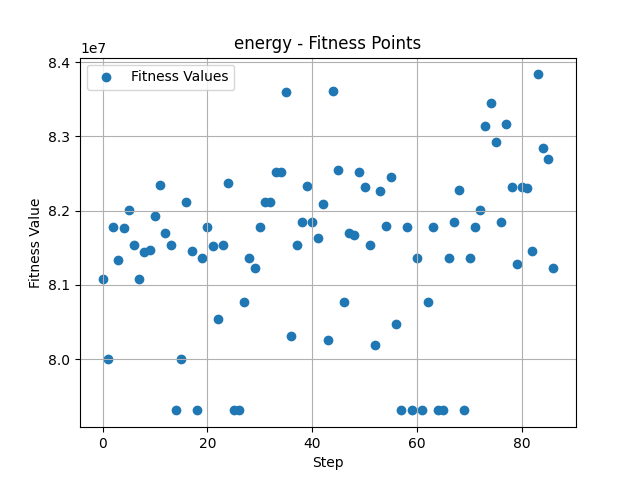 energy - Fitness Points
1e7
Fitness Values
8.4
8.3
8.2
8.1
8.0
Fitness Value
0 20 40 60 80
Step